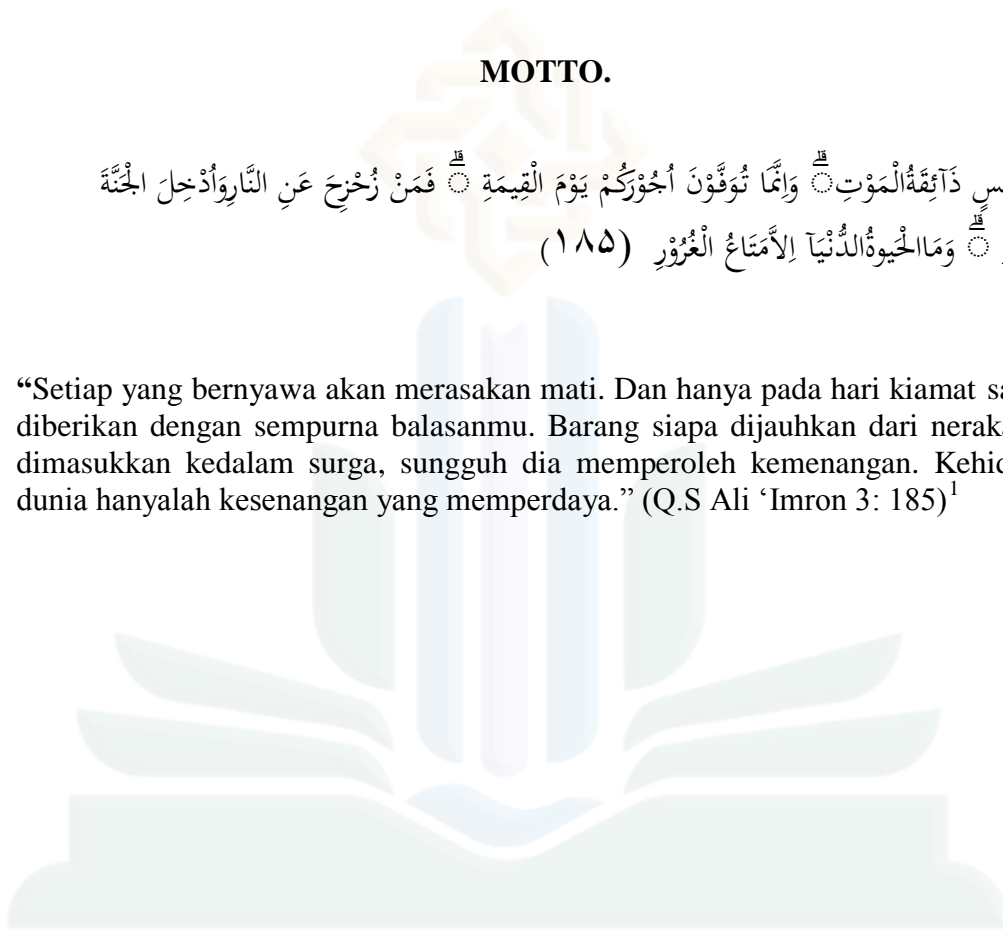 MOTTO.
ذَآئِقَةُالْمَوْتِۗ وَاِنَّمَا تُوَفَّوْنَ اُجُوْرَكُمْ يَوْمَ الْقِيمَةِ ۗ فَمَنْ زُحْزِحَ عَنِ النَّارِوَاُدْخِلَ الْجَنَّةَ
ۗ وَمَاالْحَيوةُالدُّنْيَآ اِلاَّمَتَاعُ الْغُرُوْرِ (١٨٥)
“Setiap yang bernyawa akan merasakan mati. Dan hanya pada hari kiamat
diberikan dengan sempurna balasanmu. Barang siapa dijauhkan dari
dimasukkan kedalam surga, sungguh dia memperoleh kemenangan.
dunia hanyalah kesenangan yang memperdaya.” (Q.S Ali ‘Imron 3: 185)1